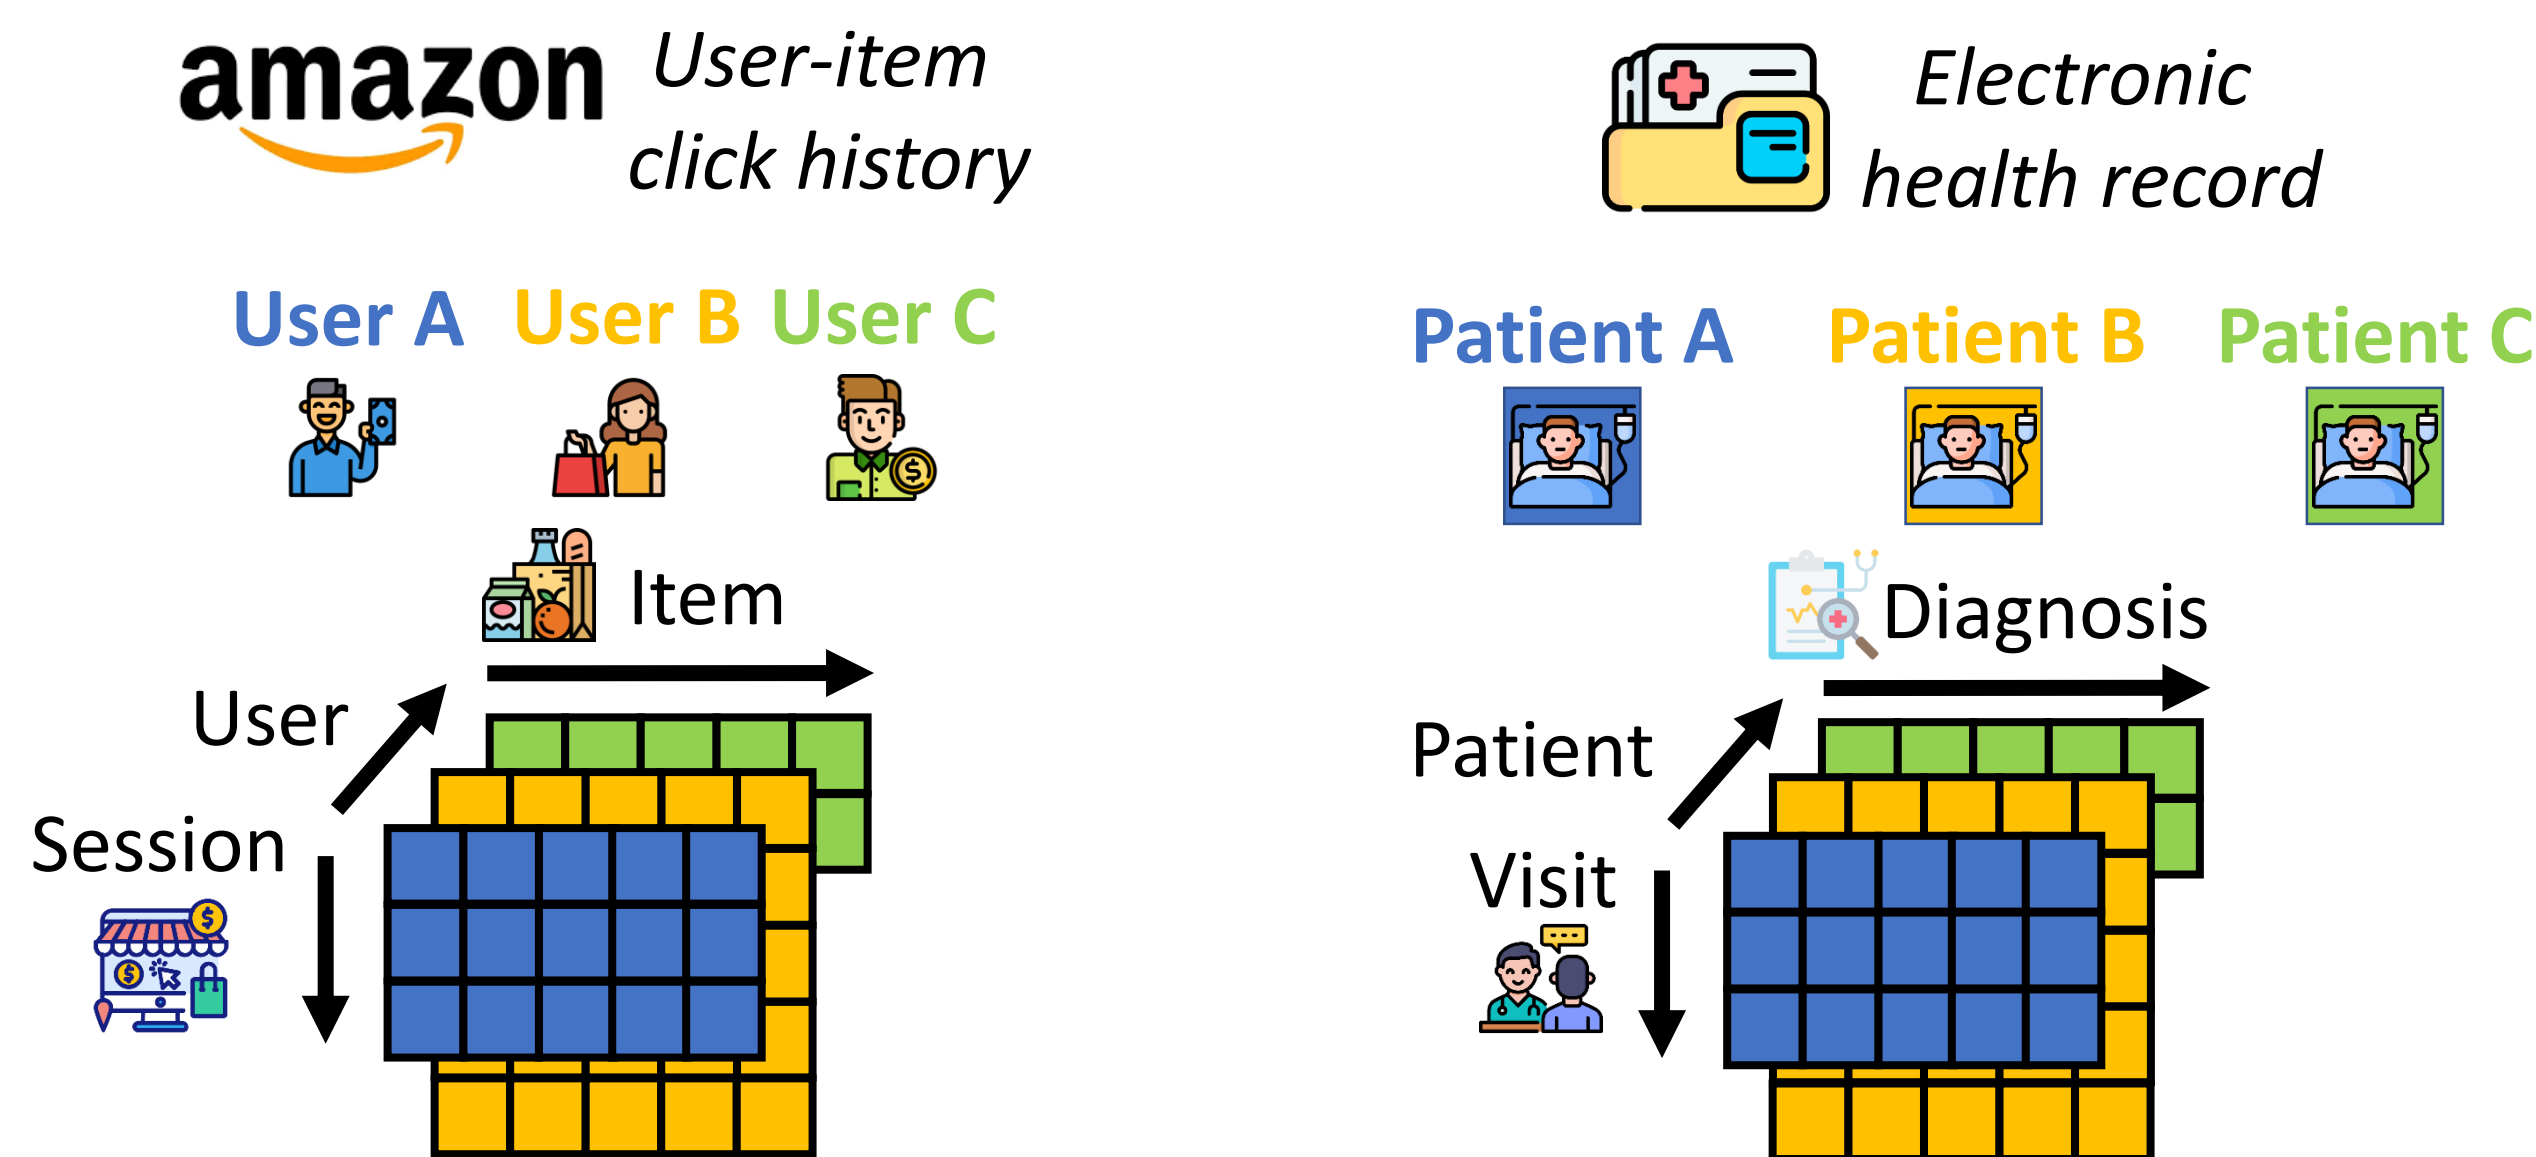 amazon
User-item
click history
User A
User B
User C
Item
User
Session
Electronic
health record
Patient A
Patient B
Patient C
Diagnosis
Patient
Visit